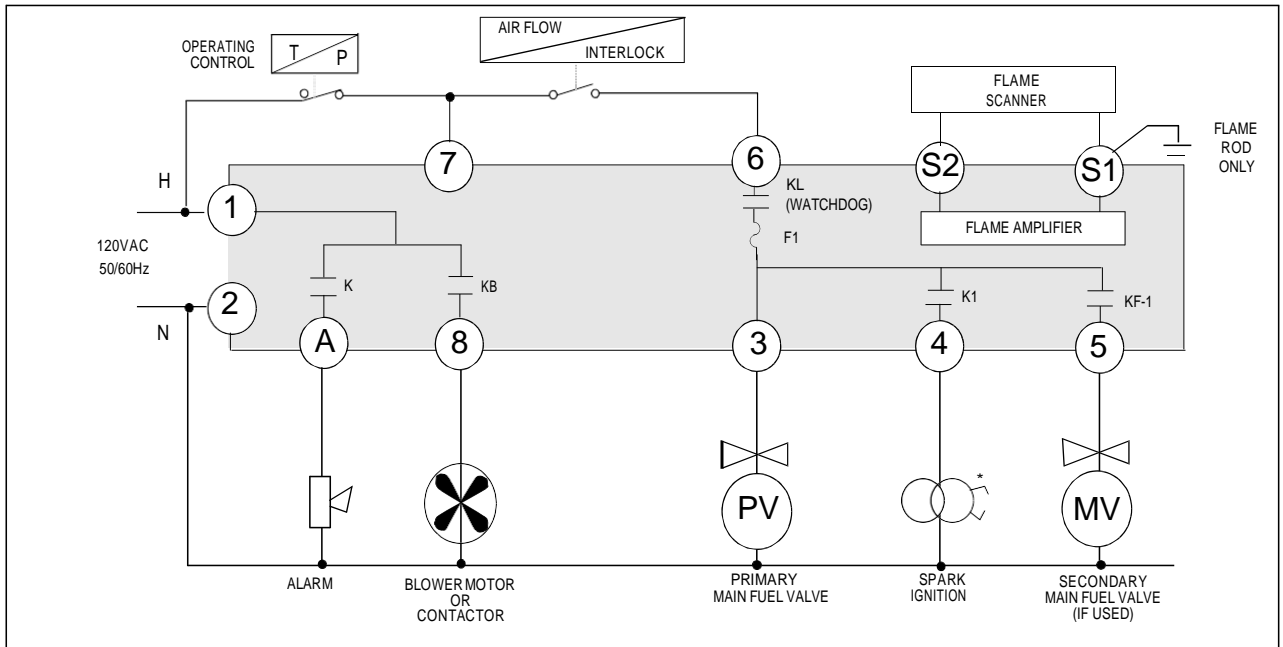 AIR FLOW
INTERLOCK
OPERATING
CONTROL
T P
FLAME
SCANNER
FLAME
ROD
ONLY
7
6
S2
S1
H
1
KL
(WATCHDOG)
F1
FLAME AMPLIFIER
120VAC
50/60Hz
K
KB
K1
KF-1
2
N
A
8
3
4
5
*
PV
MV
ALARM
BLOWER MOTOR
OR
CONTACTOR
PRIMARY
MAIN FUEL VALVE
SPARK
IGNITION
SECONDARY
MAIN FUEL VALVE
(IF USED)